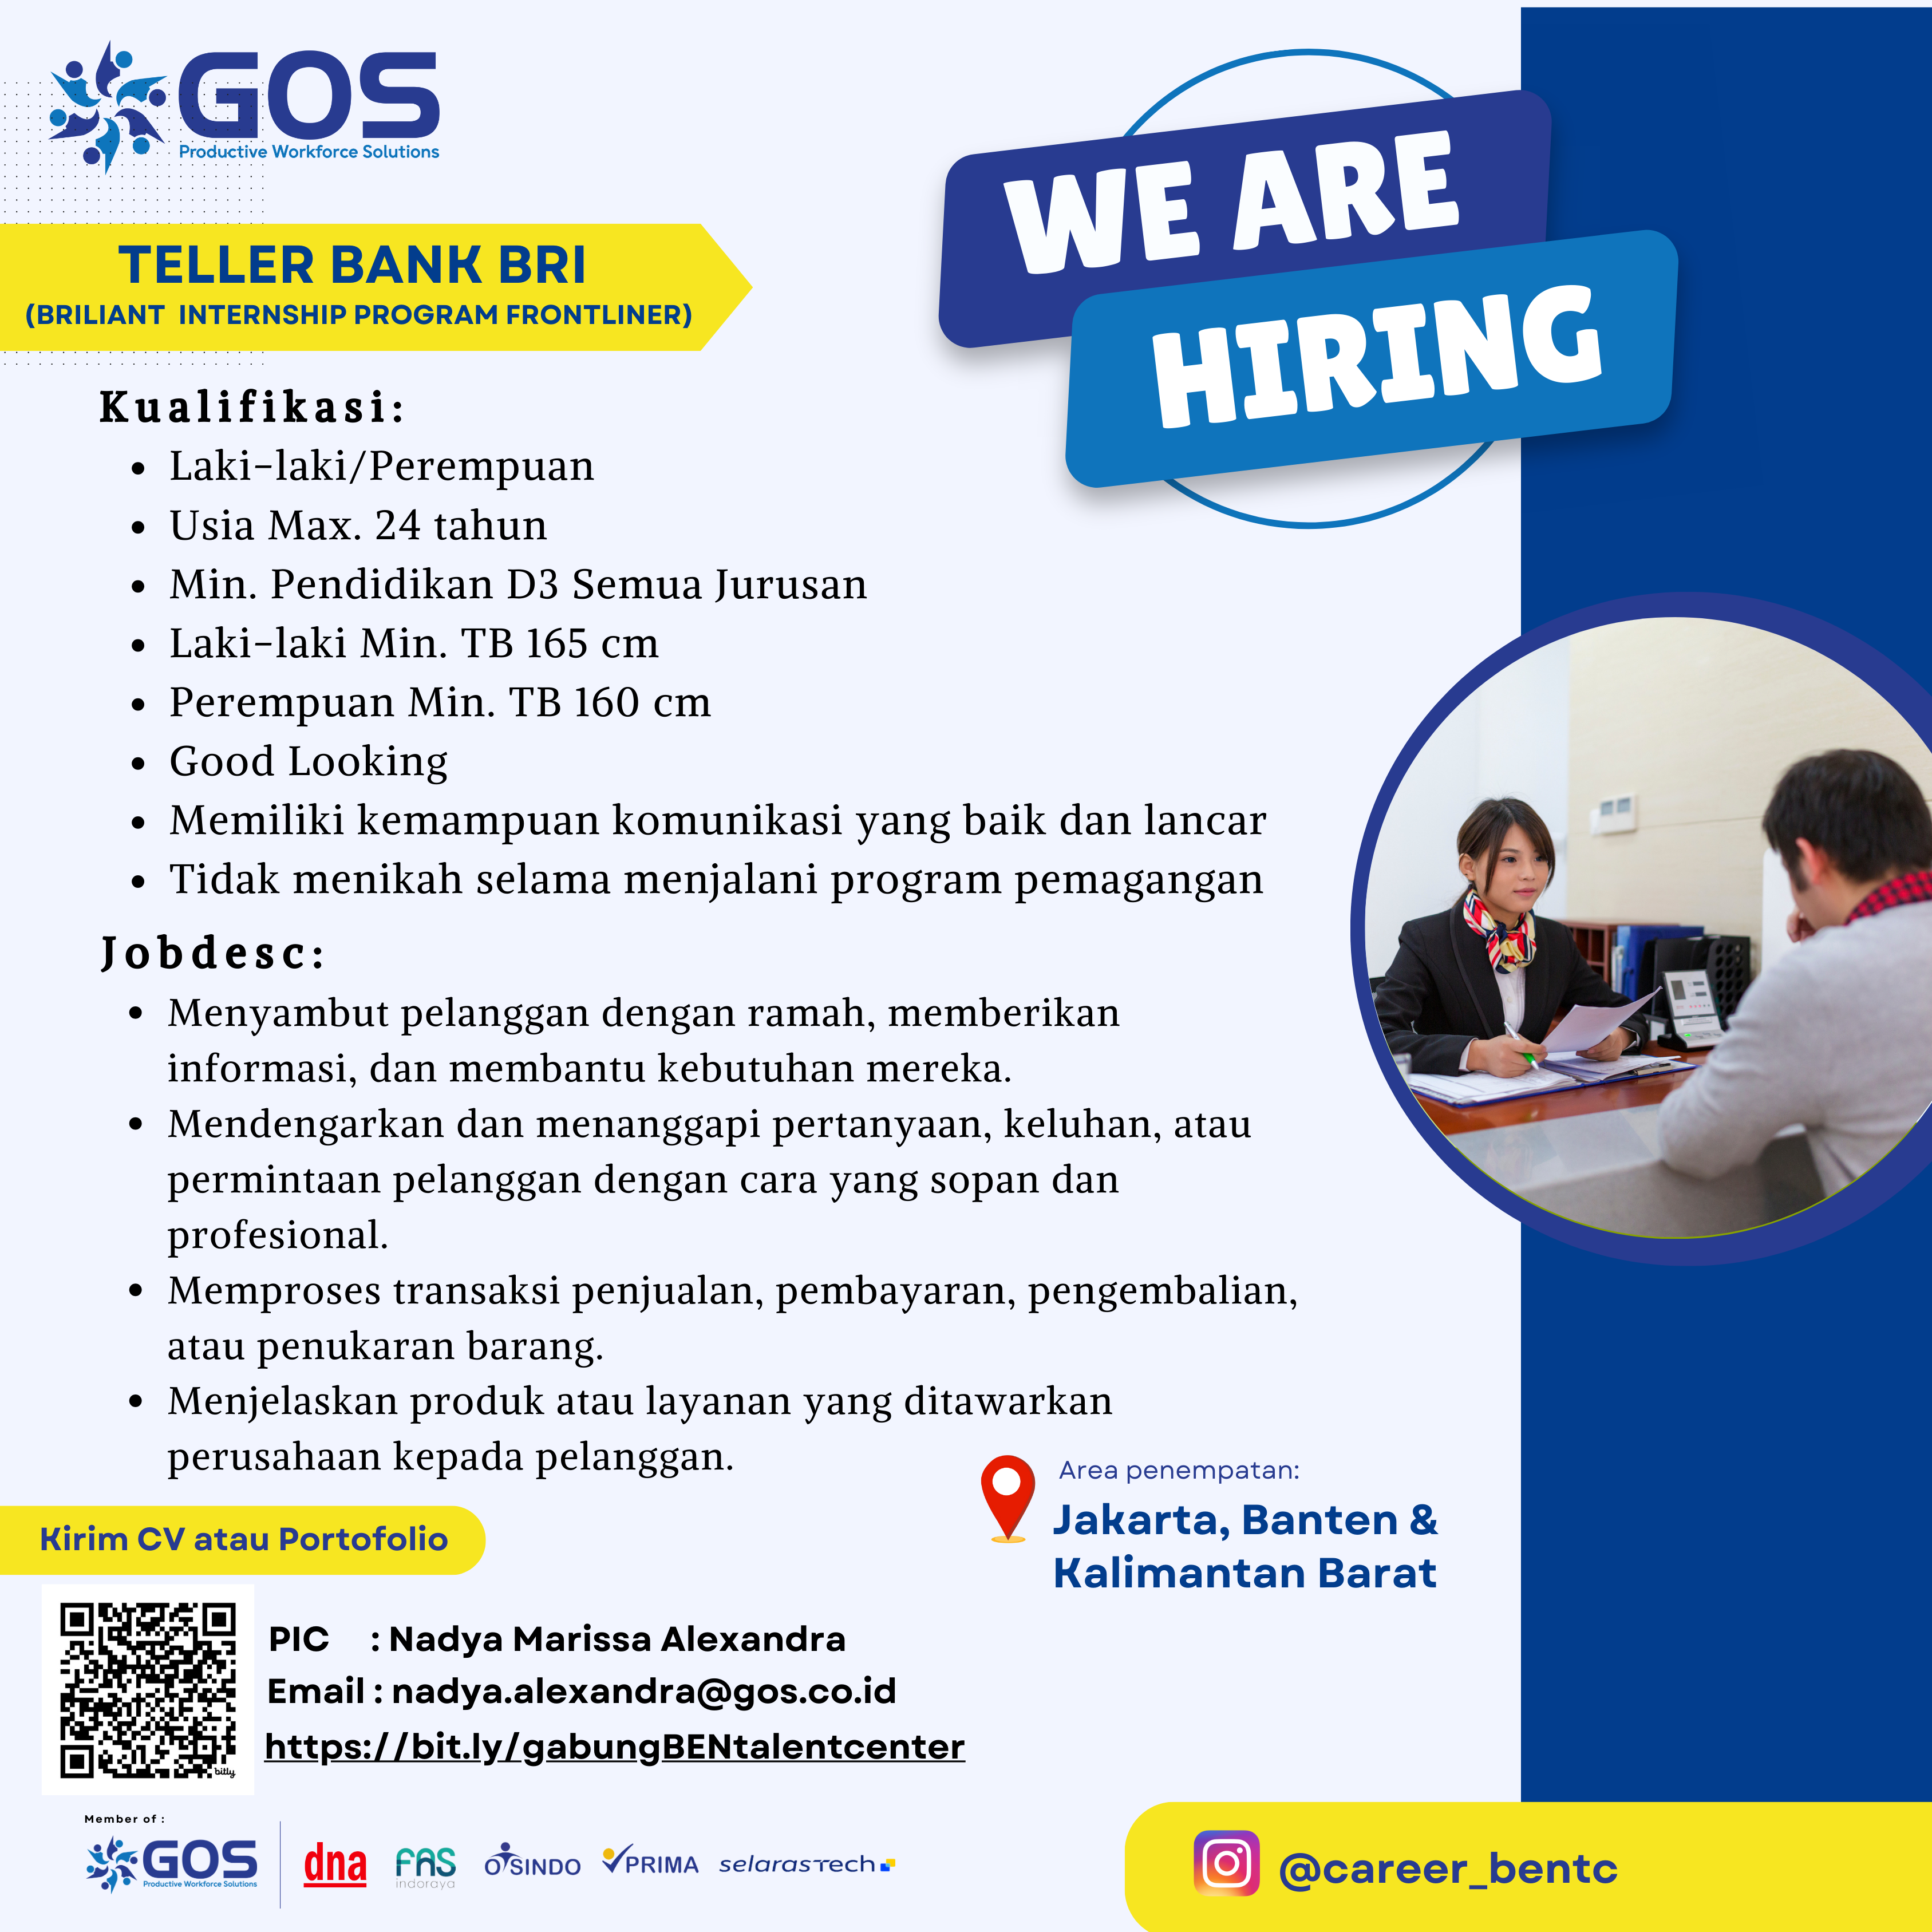 GOS
Productive Workforce Solutions
WE ARE
HIRING
TELLER BANK BRI
(BRILIANT INTERNSHIP PROGRAM FRONTLINER)
Kualifikasi:
• Laki-laki/Perempuan
• Usia Max. 24 tahun
• Min. Pendidikan D3 Semua Jurusan
• Laki-laki Min. TB 165 cm
• Perempuan Min. TB 160 cm
• Good Looking
• Memiliki kemampuan komunikasi yang baik dan lancar
• Tidak menikah selama menjalani program pemagangan
Jobdesc:
• Menyambut pelanggan dengan ramah, memberikan
informasi, dan membantu kebutuhan mereka.
• Mendengarkan dan menanggapi pertanyaan, keluhan, atau
permintaan pelanggan dengan cara yang sopan dan
profesional.
• Memproses transaksi penjualan, pembayaran, pengembalian,
atau penukaran barang.
• Menjelaskan produk atau layanan yang ditawarkan
perusahaan kepada pelanggan.
Area penempatan:
Jakarta, Banten &
Kalimantan Barat
Kirim CV atau Portofolio
PIC : Nadya Marissa Alexandra
Email : nadya.alexandra@gos.co.id
https://bit.ly/gabungBENtalentcenter
bitly
Member of :
GOS
Productive Workforce Solutions
dna
FAS
indoraya
OSINDO
PRIMA
selarastech
@career_bentc